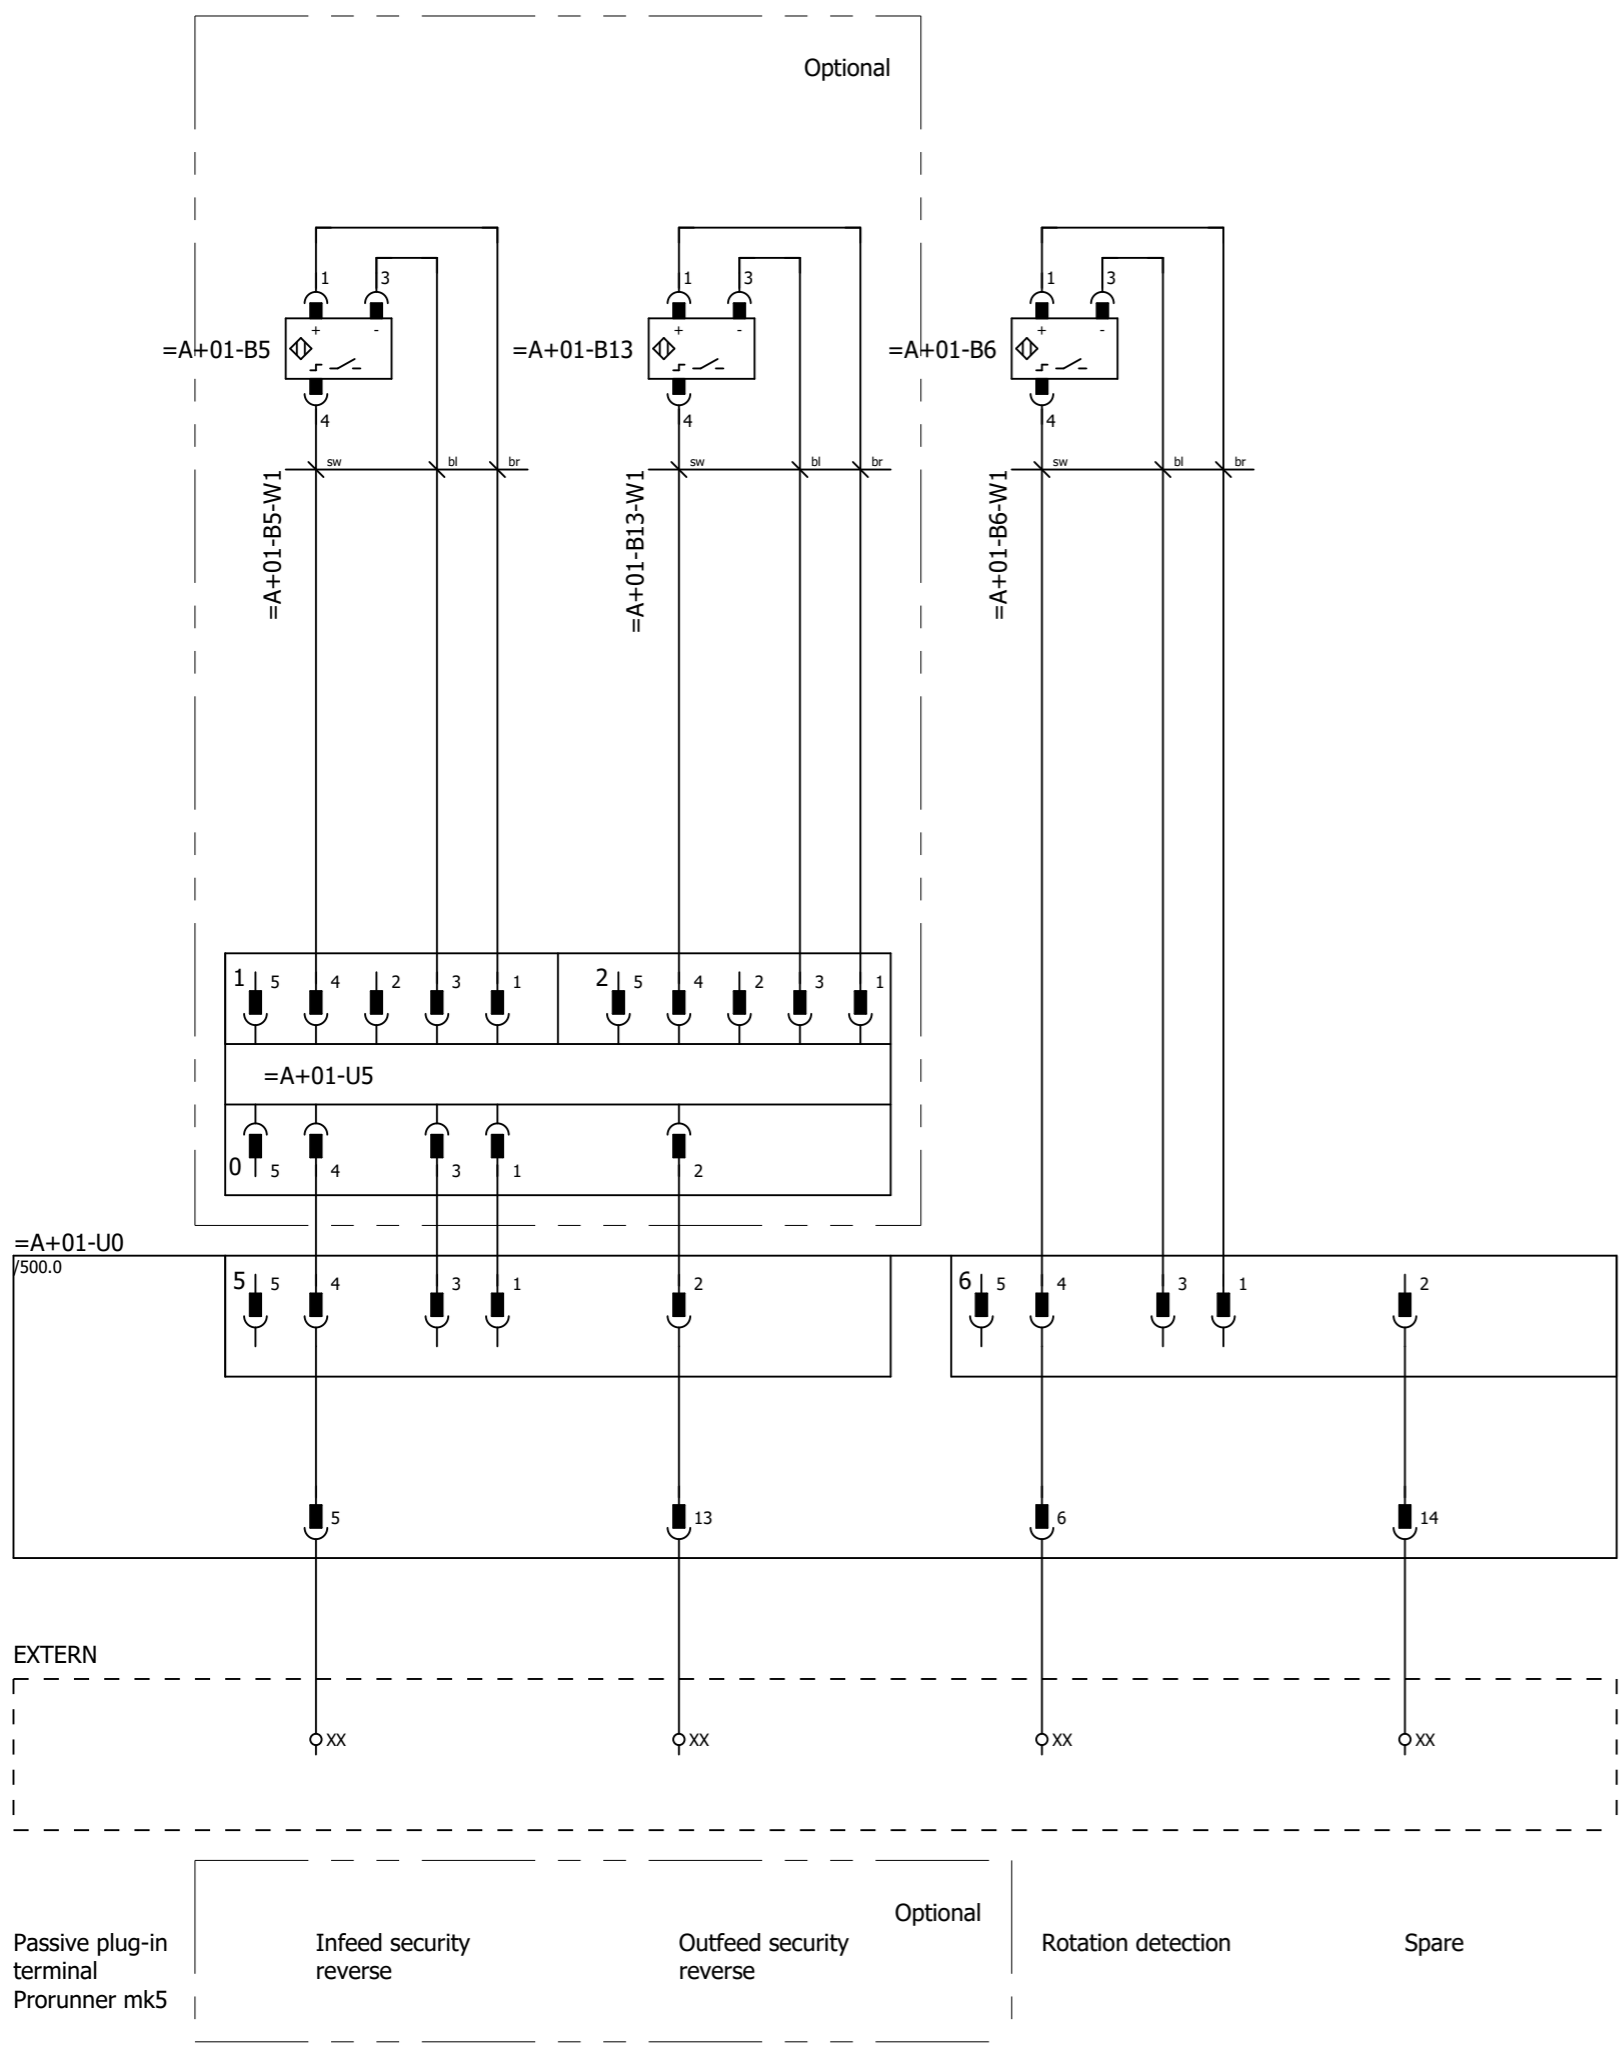 Optional
1 3 1 3 1 3
+ - + - + -
=A+01-B5 =A+01-B13 =A+01-B6
4 4 4
sw bl br sw bl br sw bl br
=A+01-B5-W1 =A+01-B13-W1 =A+01-B6-W1
1 5 4 2 3 1 2 5 4 2 3 1
=A+01-U5
0 5 4 3 1 2
=A+01-U0
/500.0
5 5 4 3 1 2 6 5 4 3 1 2
5 13 6 14
EXTERN
XX XX XX XX
Optional
Passive plug-in
terminal
Prorunner mk5
Infeed security
reverse
Outfeed security
reverse
Rotation detection
Spare